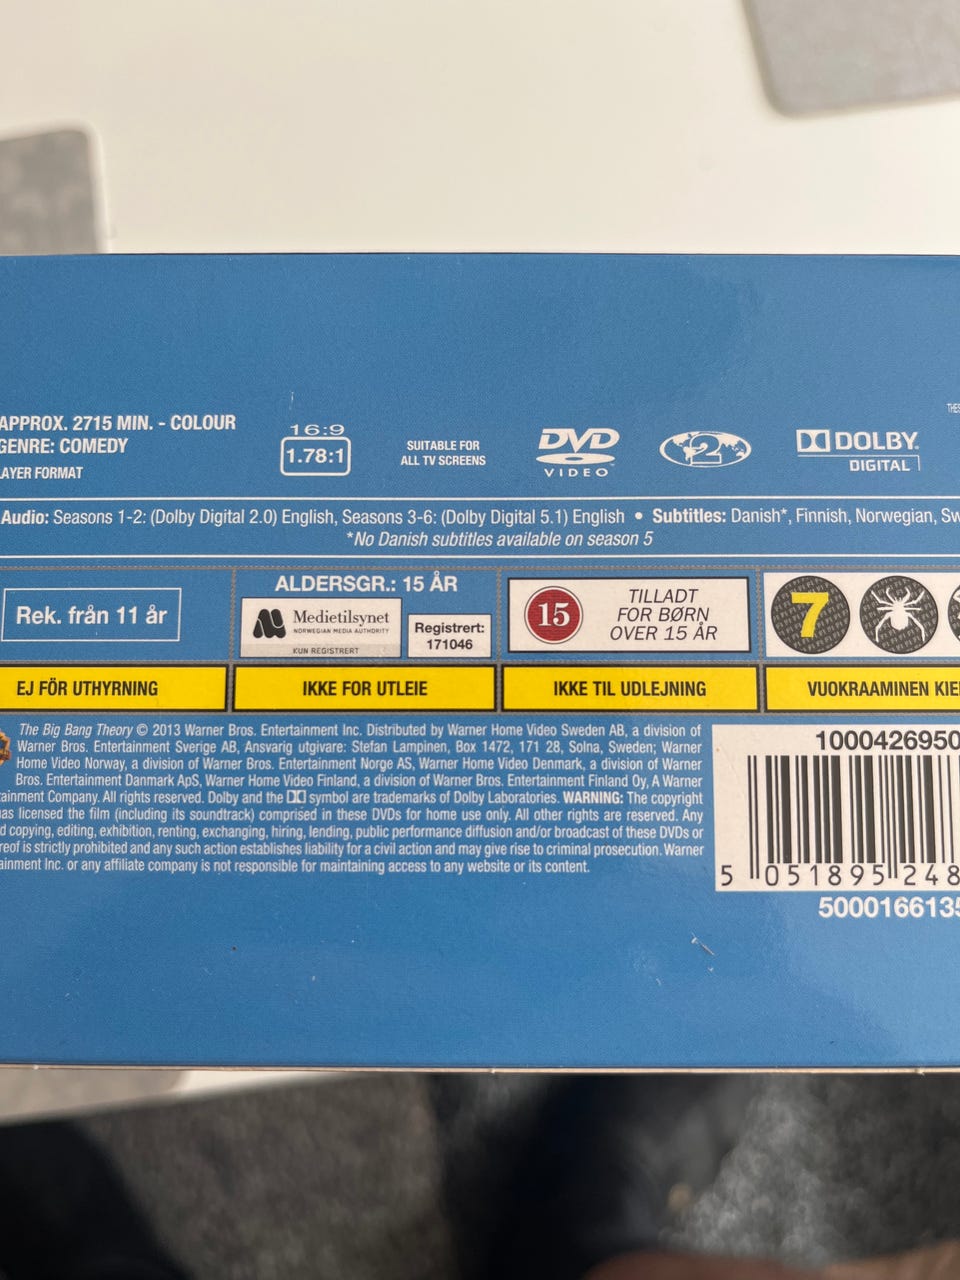 APPROX. 2715 MIN. - COLOUR
GENRE: COMEDY
LAYER FORMAT
16:9
1.78:1
SUITABLE FOR
ALL TV SCREENS
DVD
VIDEO
2
DOLBY
DIGITAL
Audio: Seasons 1-2: (Dolby Digital 2.0) English, Seasons 3-6: (Dolby Digital 5.1) English • Subtitles: Danish*, Finnish, Norwegian, Sw
*No Danish subtitles available on season 5
Rek. från 11 år
ALDERSGR.: 15 ÅR
Medietilsynet
NORWEGIAN MEDIA AUTHORITY
KUN REGISTRERT
Registrert:
171046
15
TILLADT
FOR BØRN
OVER 15 ÅR
7
EJ FÖR UTHYRNING
IKKE FOR UTLEIE
IKKE TIL UDLEJNING
VUOKRAAMINEN KIE
The Big Bang Theory © 2013 Warner Bros. Entertainment Inc. Distributed by Warner Home Video Sweden AB, a division of
Warner Bros. Entertainment Sverige AB, Ansvarig utgivare: Stefan Lampinen, Box 1472, 171 28, Solna, Sweden; Warner
Home Video Norway, a division of Warner Bros. Entertainment Norge AS, Warner Home Video Denmark, a division of Warner
Bros. Entertainment Danmark ApS, Warner Home Video Finland, a division of Warner Bros. Entertainment Finland Oy, A Warner
tainment Company. All rights reserved. Dolby and the symbol are trademarks of Dolby Laboratories. WARNING: The copyright
has licensed the film (including its soundtrack) comprised in these DVDs for home use only. All other rights are reserved. Any
d copying, editing, exhibition, renting, exchanging, hiring, lending, public performance diffusion and/or broadcast of these DVDs or
reof is strictly prohibited and any such action establishes liability for a civil action and may give rise to criminal prosecution. Warner
ainment Inc. or any affiliate company is not responsible for maintaining access to any website or its content.
1000426950
5 051895 248
5000166135